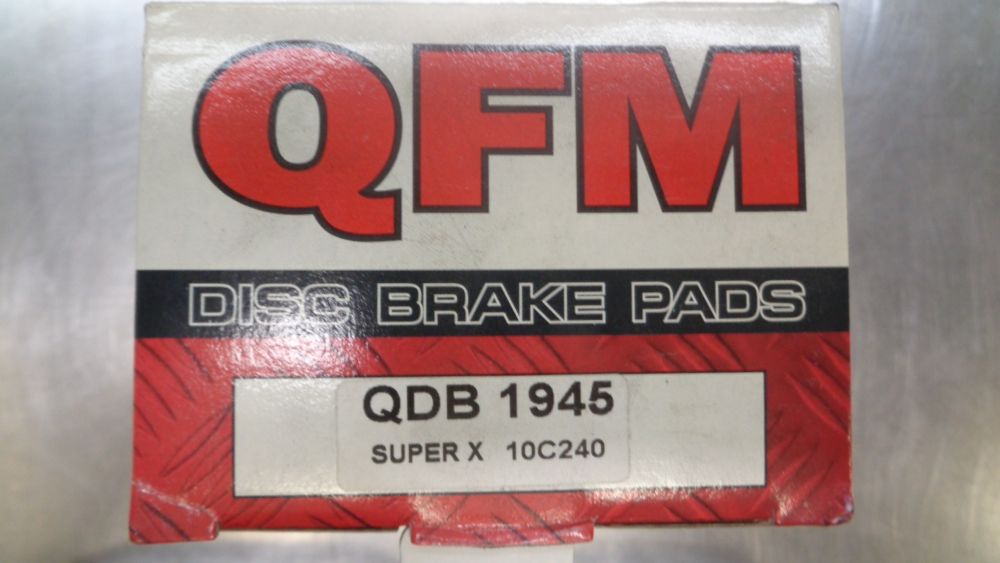 QFM
DISC BRAKE PADS
QDB 1945
SUPER X 10C240